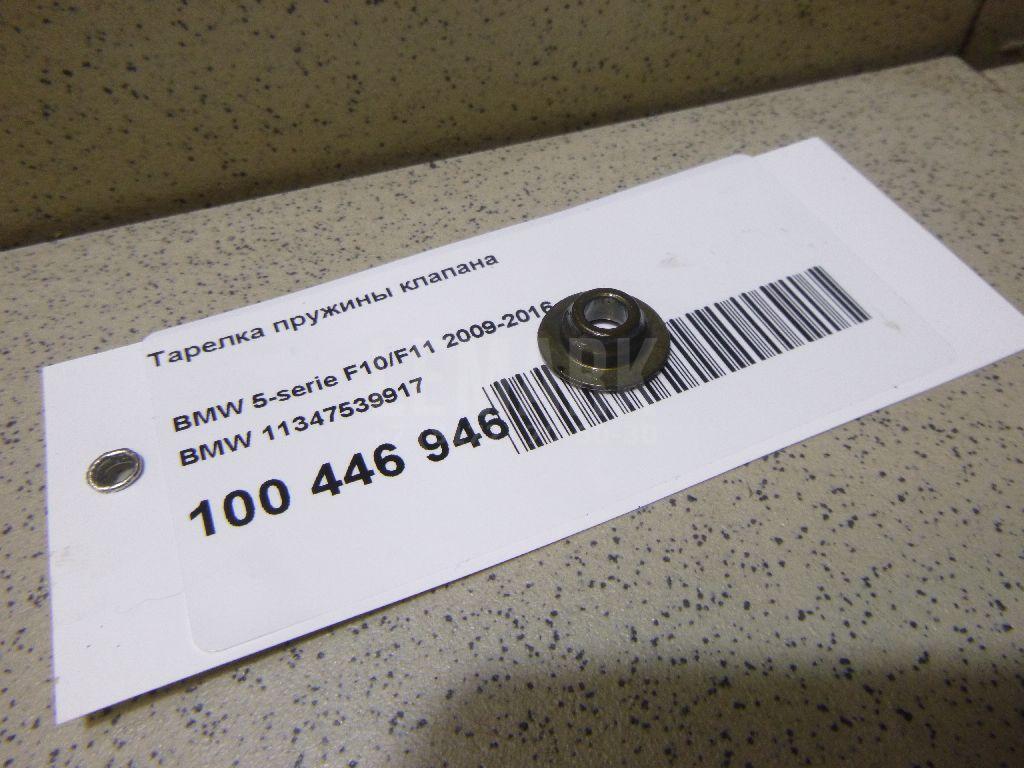 Тарелка пружины клапана
BMW 5-serie F10/F11 2009-2016
BMW 11347539917
100 446 946